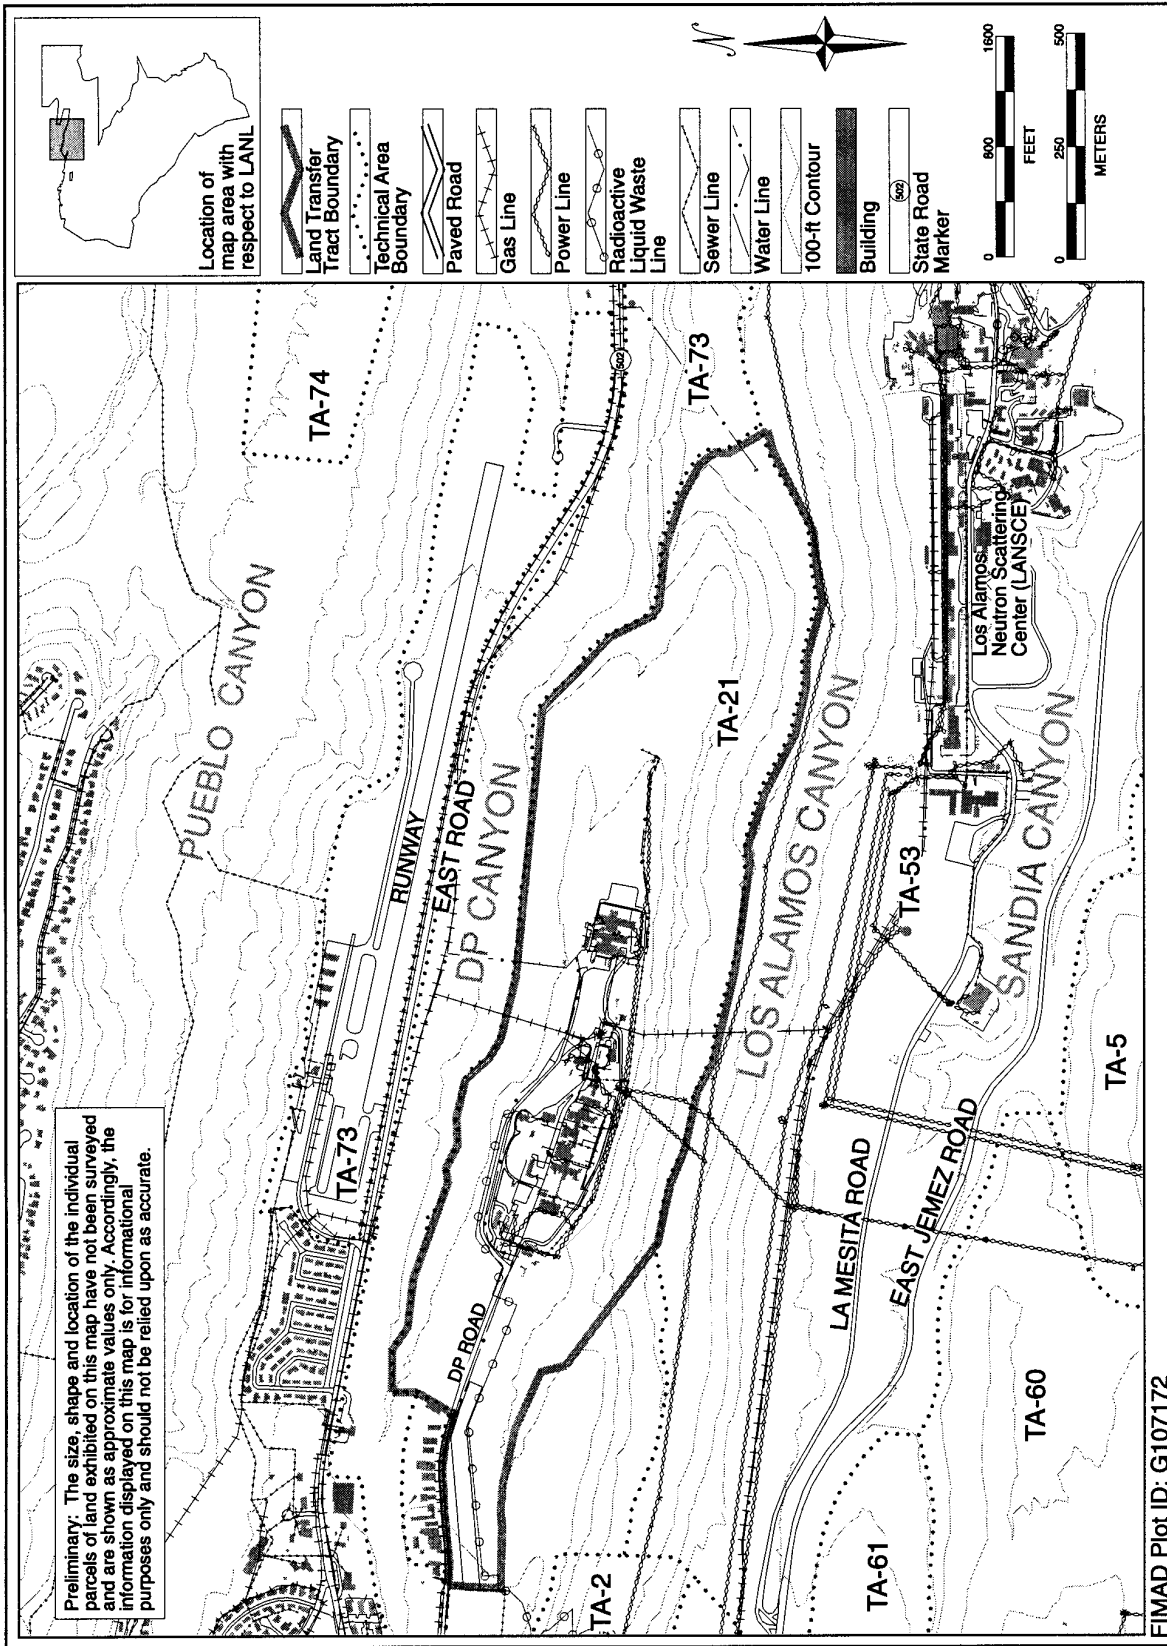 Preliminary: The size, shape and location of the individual
parcels of land exhibited on this map have not been surveyed
and are shown as approximate values only. Accordingly, the
information displayed on this map is for informational
purposes only and should not be relied upon as accurate.
PUEBLO CANYON
TA-74
TA-73
RUNWAY
EAST ROAD
502
DP CANYON
TA-73
DP ROAD
TA-21
LOS ALAMOS CANYON
TA-2
TA-53
Los Alamos
Neutron Scattering
Center (LANSCE)
LA MESITA ROAD
EAST JEMEZ ROAD
SANDIA CANYON
TA-61
TA-60
TA-5
FIMAD Plot ID: G107172
Location of
map area with
respect to LANL
Land Transfer
Tract Boundary
Technical Area
Boundary
Paved Road
Gas Line
Power Line
Radioactive
Liquid Waste
Line
Sewer Line
Water Line
100-ft Contour
Building
502
State Road
Marker
N
0 800 1600
FEET
0 250 500
METERS